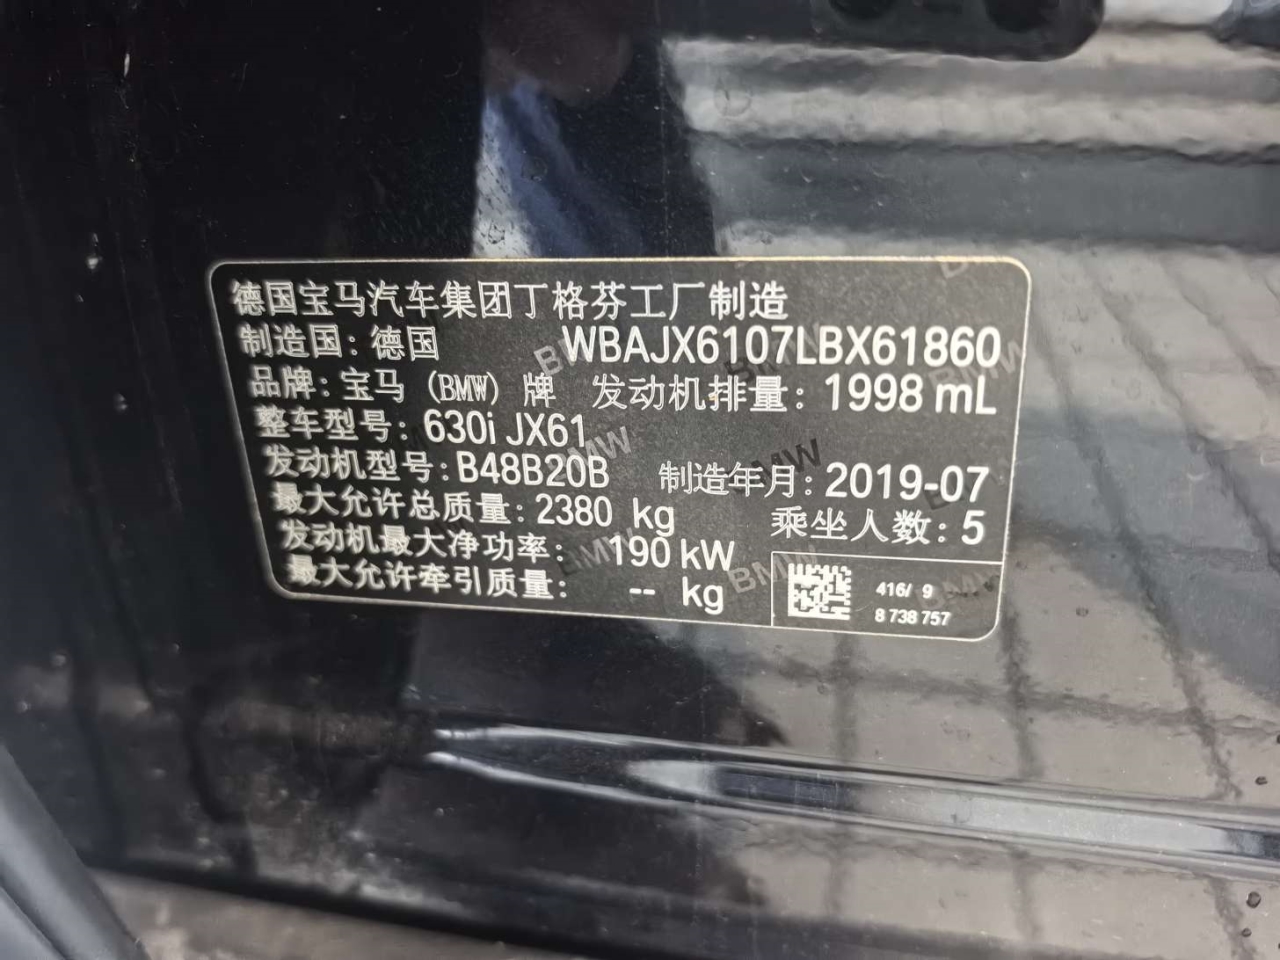 德国宝马汽车集团丁格芬工厂制造
制造国: 德国 WBAJX6107LBX61860
品牌: 宝马 (BMW) 牌 发动机排量: 1998 mL
整车型号: 630i JX61
发动机型号: B48B20B 制造年月: 2019-07
最大允许总质量: 2380 kg 乘坐人数: 5
发动机最大净功率: 190 kW
最大允许牵引质量: -- kg
416/ 9
8 738 757